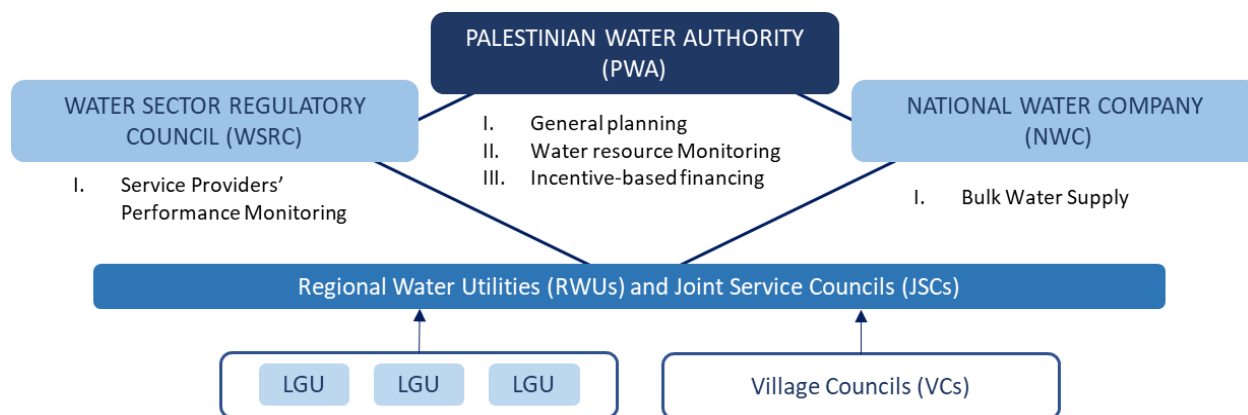 PALESTINIAN WATER AUTHORITY
(PWA)
WATER SECTOR REGULATORY
COUNCIL (WSRC)
NATIONAL WATER COMPANY
(NWC)
I. General planning
II. Water resource Monitoring
III. Incentive-based financing
I. Service Providers’
Performance Monitoring
I. Bulk Water Supply
Regional Water Utilities (RWUs) and Joint Service Councils (JSCs)
LGU LGU LGU
Village Councils (VCs)